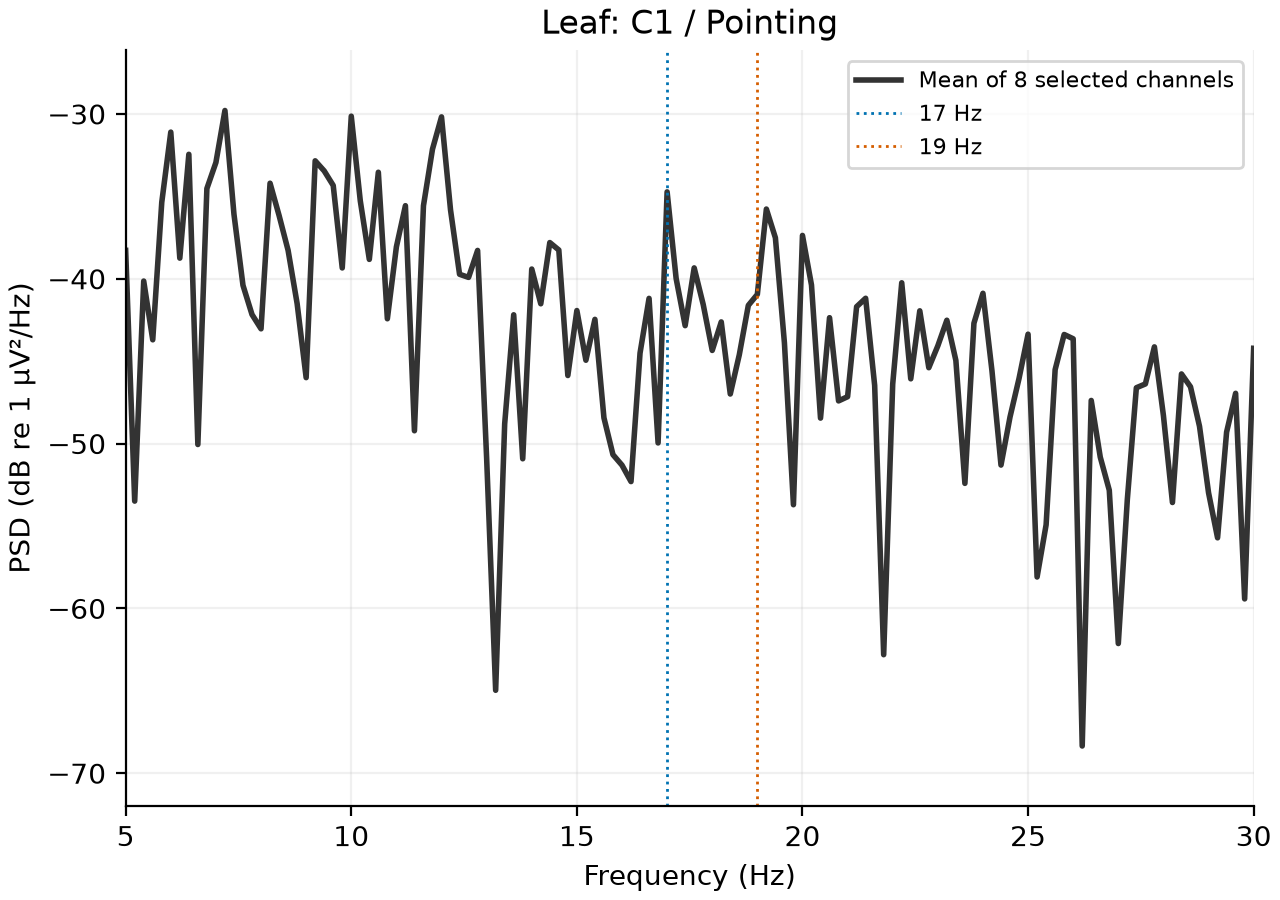 Leaf: C1 / Pointing
Mean of 8 selected channels
17 Hz
19 Hz
PSD (dB re 1 µV²/Hz)
−30
−40
−50
−60
−70
5
10
15
20
25
30
Frequency (Hz)